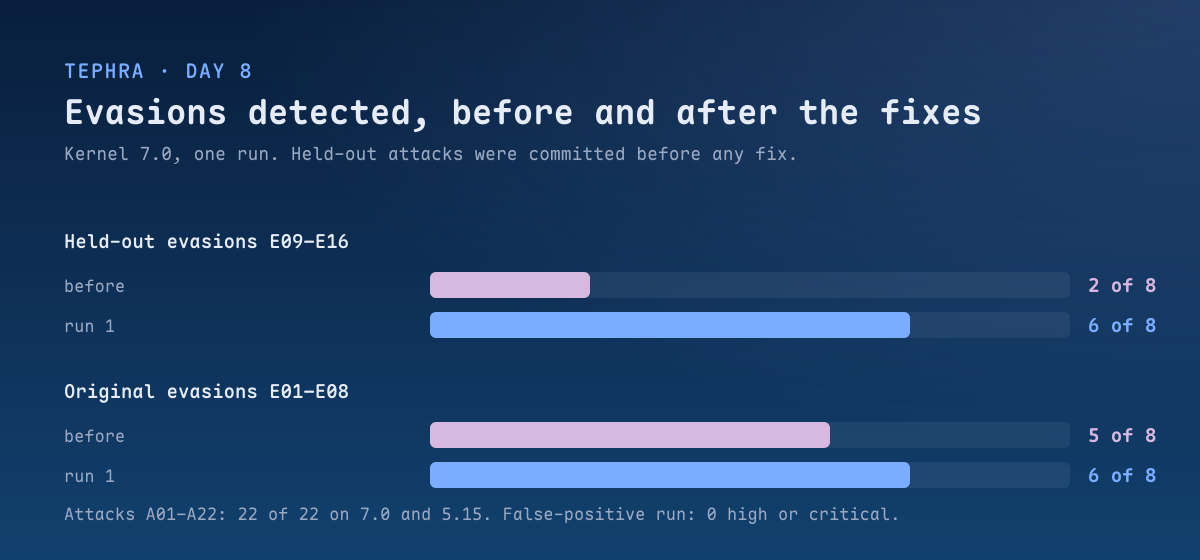 TEPHRA · DAY 8
Evasions detected, before and after the fixes
Kernel 7.0, one run. Held-out attacks were committed before any fix.
Held-out evasions E09–E16
before 2 of 8
run 1 6 of 8
Original evasions E01–E08
before 5 of 8
run 1 6 of 8
Attacks A01–A22: 22 of 22 on 7.0 and 5.15. False-positive run: 0 high or critical.